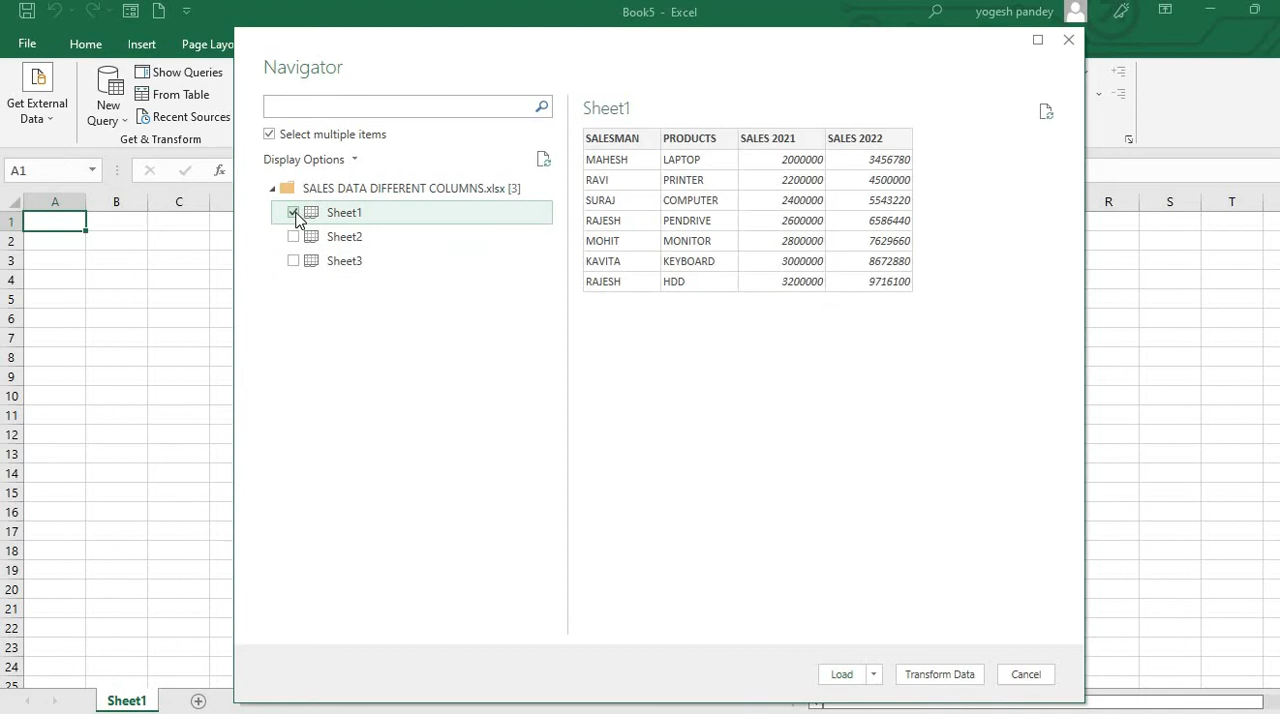 Book5 - Excel
yogesh pandey
File Home Insert Page Layo
Get External
Data
New
Query
Show Queries
From Table
Recent Sources
Get & Transform
A1
A B C R S T
1
2
3
4
5
6
7
8
9
10
11
12
13
14
15
16
17
18
19
20
21
22
23
24
25
Navigator
Select multiple items
Display Options
SALES DATA DIFFERENT COLUMNS.xlsx [3]
Sheet1
Sheet2
Sheet3
Sheet1
SALESMAN PRODUCTS SALES 2021 SALES 2022
MAHESH LAPTOP 2000000 3456780
RAVI PRINTER 2200000 4500000
SURAJ COMPUTER 2400000 5543220
RAJESH PENDRIVE 2600000 6586440
MOHIT MONITOR 2800000 7629660
KAVITA KEYBOARD 3000000 8672880
RAJESH HDD 3200000 9716100
Load Transform Data Cancel
Sheet1